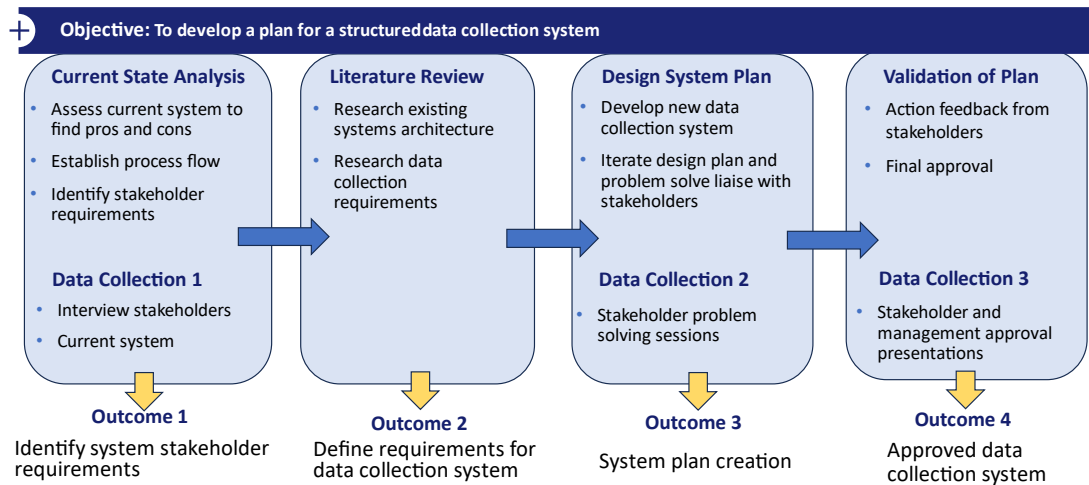 Objective: To develop a plan for a structured data collection system
Current State Analysis
• Assess current system to
find pros and cons
• Establish process flow
• Identify stakeholder
requirements
Data Collection 1
• Interview stakeholders
• Current system
Outcome 1
Identify system stakeholder
requirements
Literature Review
• Research existing
systems architecture
• Research data
collection
requirements
Outcome 2
Define requirements for
data collection system
Design System Plan
• Develop new data
collection system
• Iterate design plan and
problem solve liaise with
stakeholders
Data Collection 2
• Stakeholder problem
solving sessions
Outcome 3
System plan creation
Validation of Plan
• Action feedback from
stakeholders
• Final approval
Data Collection 3
• Stakeholder and
management approval
presentations
Outcome 4
Approved data
collection system